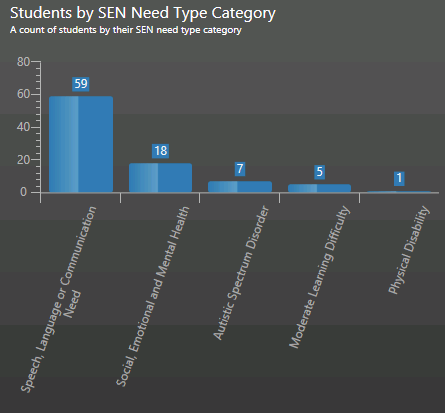 Students by SEN Need Type Category
A count of students by their SEN need type category
80
60
40
20
0
59
18
7
5
1
Speech, Language or Communication
Need
Social, Emotional and Mental Health
Autistic Spectrum Disorder
Moderate Learning Difficulty
Physical Disability